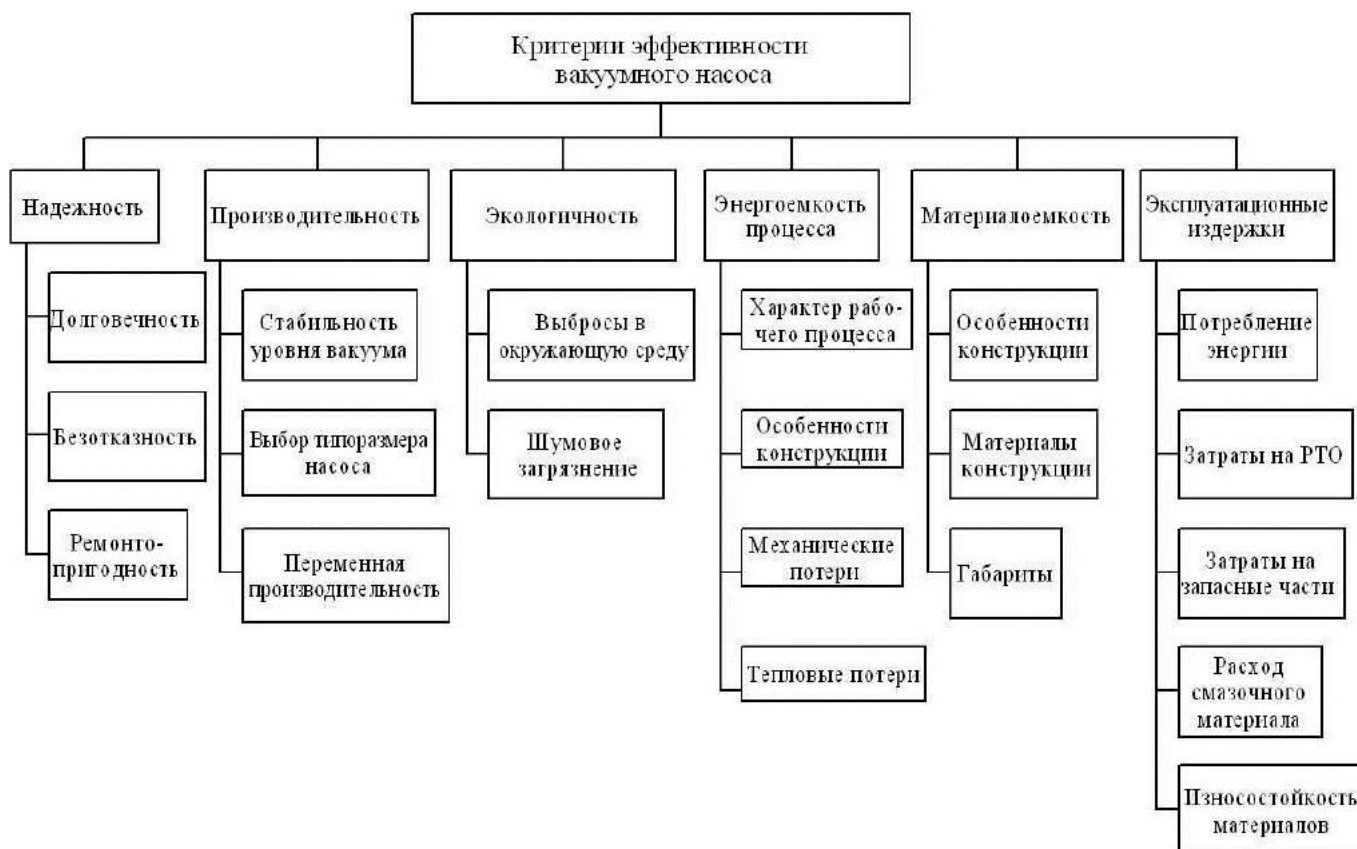 Критерии эффективности
вакуумного насоса
Надежность
Долговечность
Безотказность
Ремонто-
пригодность
Производительность
Стабильность
уровня вакуума
Выбор типоразмера
насоса
Переменная
производительность
Экологичность
Выбросы в
окружающую среду
Шумовое
загрязнение
Энергоемкость
процесса
Характер рабо-
чего процесса
Особенности
конструкции
Механические
потери
Тепловые потери
Материалоемкость
Особенности
конструкции
Материалы
конструкции
Габариты
Эксплуатационные
издержки
Потребление
энергии
Затраты на РТО
Затраты на
запасные части
Расход
смазочного
материала
Пзносостойкость
материалов